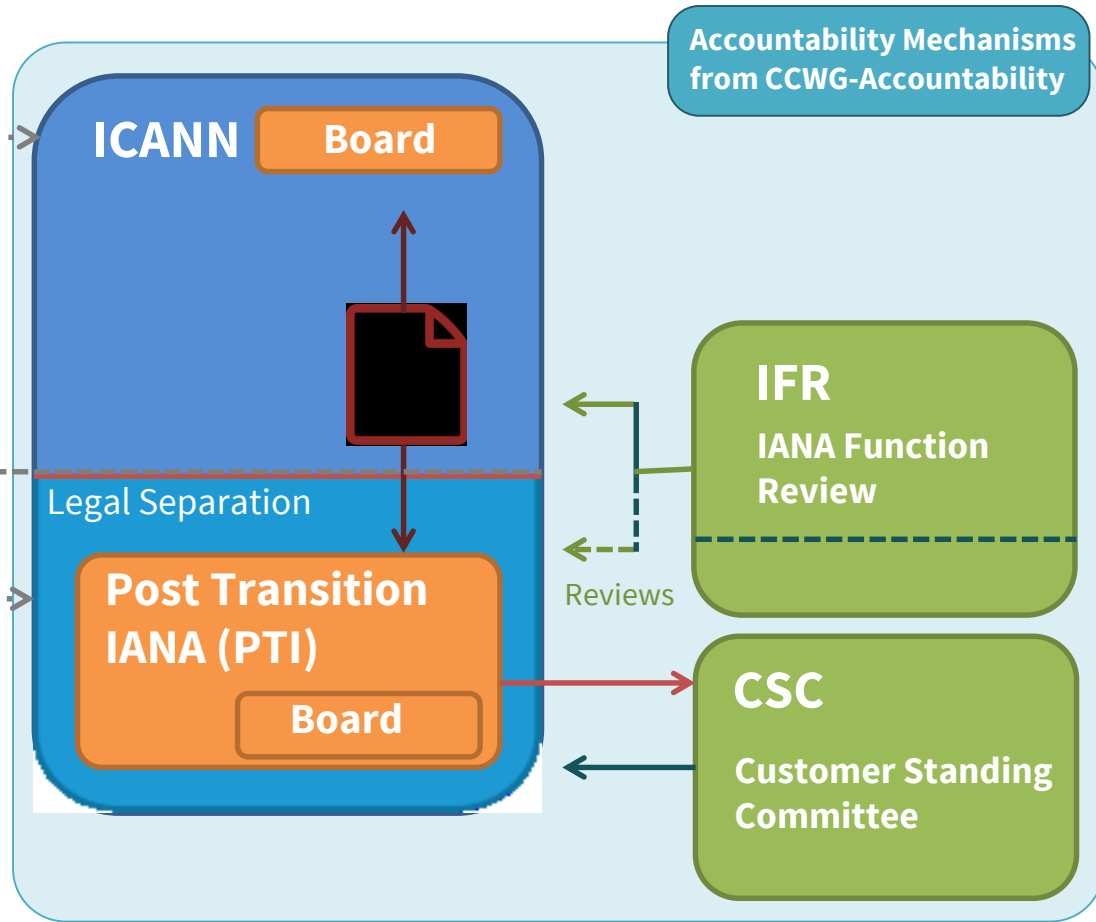 Accountability Mechanisms
from CCWG-Accountability
ICANN
Board
Legal Separation
Post Transition
IANA (PTI)
Board
Reviews
IFR
IANA Function
Review
CSC
Customer Standing
Committee